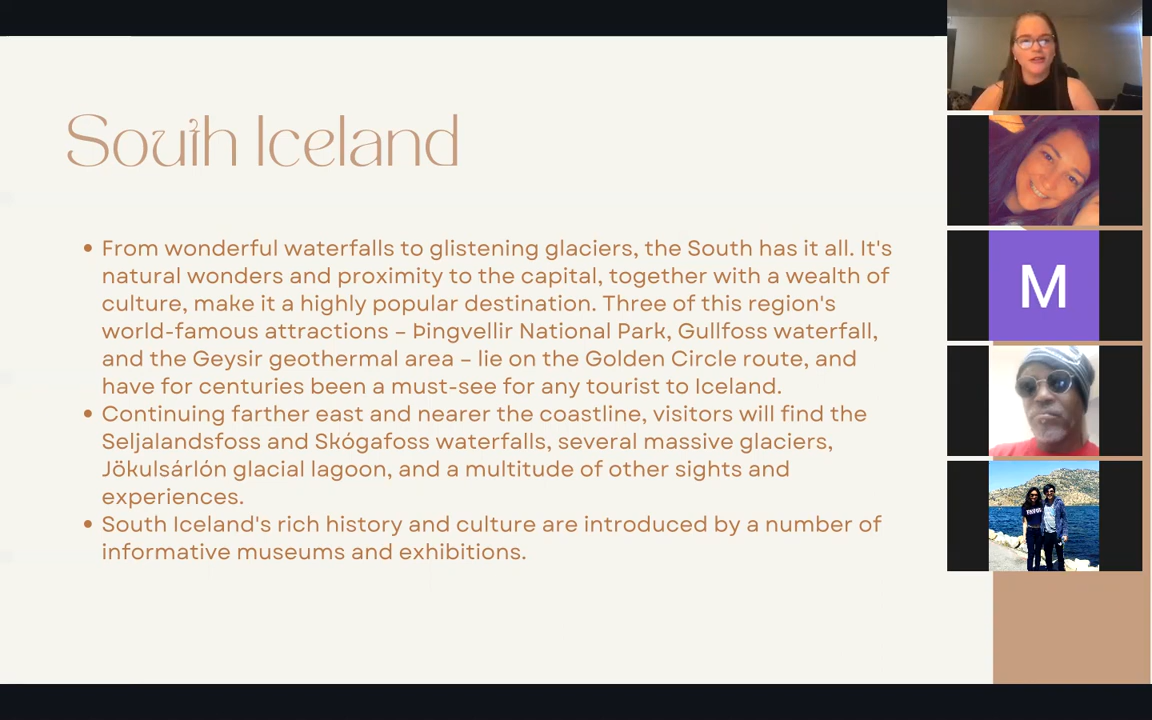 South Iceland
From wonderful waterfalls to glistening glaciers, the South has it all. It's
natural wonders and proximity to the capital, together with a wealth of
culture, make it a highly popular destination. Three of this region's
world-famous attractions – Þingvellir National Park, Gullfoss waterfall,
and the Geysir geothermal area – lie on the Golden Circle route, and
have for centuries been a must-see for any tourist to Iceland.
Continuing farther east and nearer the coastline, visitors will find the
Seljalandsfoss and Skógafoss waterfalls, several massive glaciers,
Jökulsárlón glacial lagoon, and a multitude of other sights and
experiences.
South Iceland's rich history and culture are introduced by a number of
informative museums and exhibitions.
M